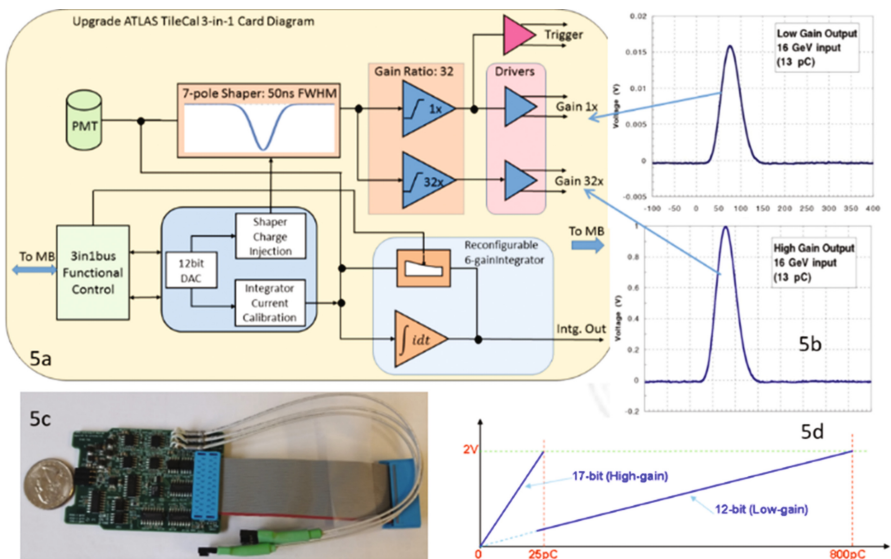 Upgrade ATLAS TileCal 3-in-1 Card Diagram
Trigger
7-pole Shaper: 50ns FWHM
Gain Ratio: 32
Drivers
PMT
1x
Gain 1x
32x
Gain 32x
To MB
3in1bus
Functional
Control
12bit
DAC
Shaper
Charge
Injection
Integrator
Current
Calibration
Reconfigurable
6-gainIntegrator
To MB
∫idt
Intg. Out
5a
Low Gain Output
16 GeV input
(13 pC)
Voltage (V)
0.02
0.015
0.01
0.005
0
-0.005
-100 -50 0 50 100 150 200 250 300 350 400
High Gain Output
16 GeV input
(13 pC)
Voltage (V)
1
0.8
0.6
0.4
0.2
0
-0.2
5b
5c
5d
2V
17-bit (High-gain)
12-bit (Low-gain)
0
25pC
800pC